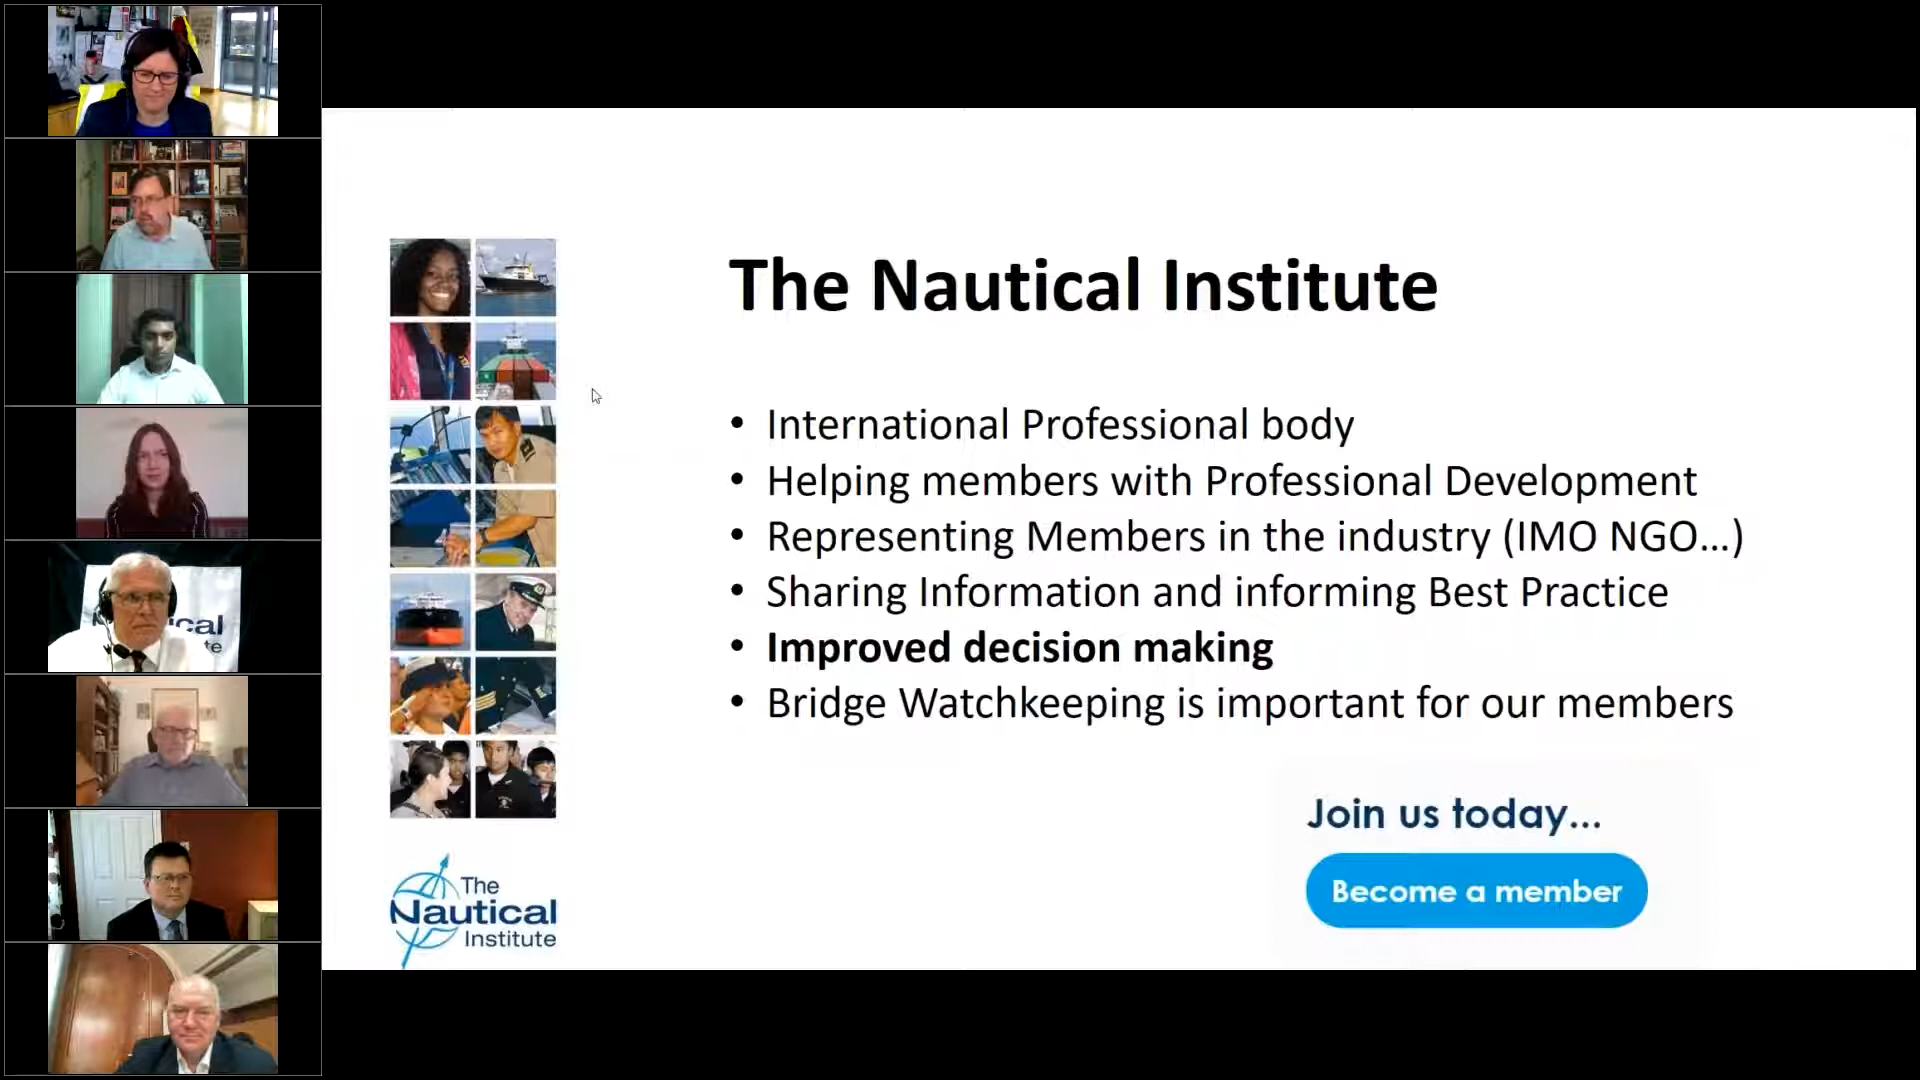 The Nautical Institute
• International Professional body
• Helping members with Professional Development
• Representing Members in the industry (IMO NGO...)
• Sharing Information and informing Best Practice
• Improved decision making
• Bridge Watchkeeping is important for our members
Join us today...
Become a member
The
Nautical
Institute
ical
te